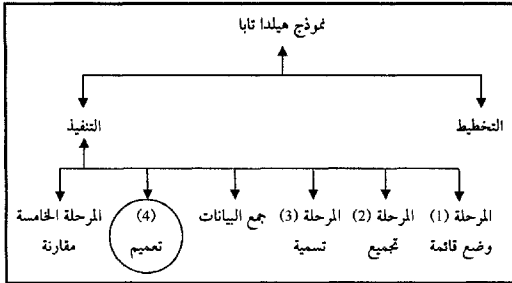 نموذج هيلدا تابا
التخطيط
التنفيذ
المرحلة (1)
وضع قائمة
المرحلة (2)
تجميع
المرحلة (3)
تسمية
جمع البيانات
(4)
تعميم
المرحلة الخامسة
مقارنة